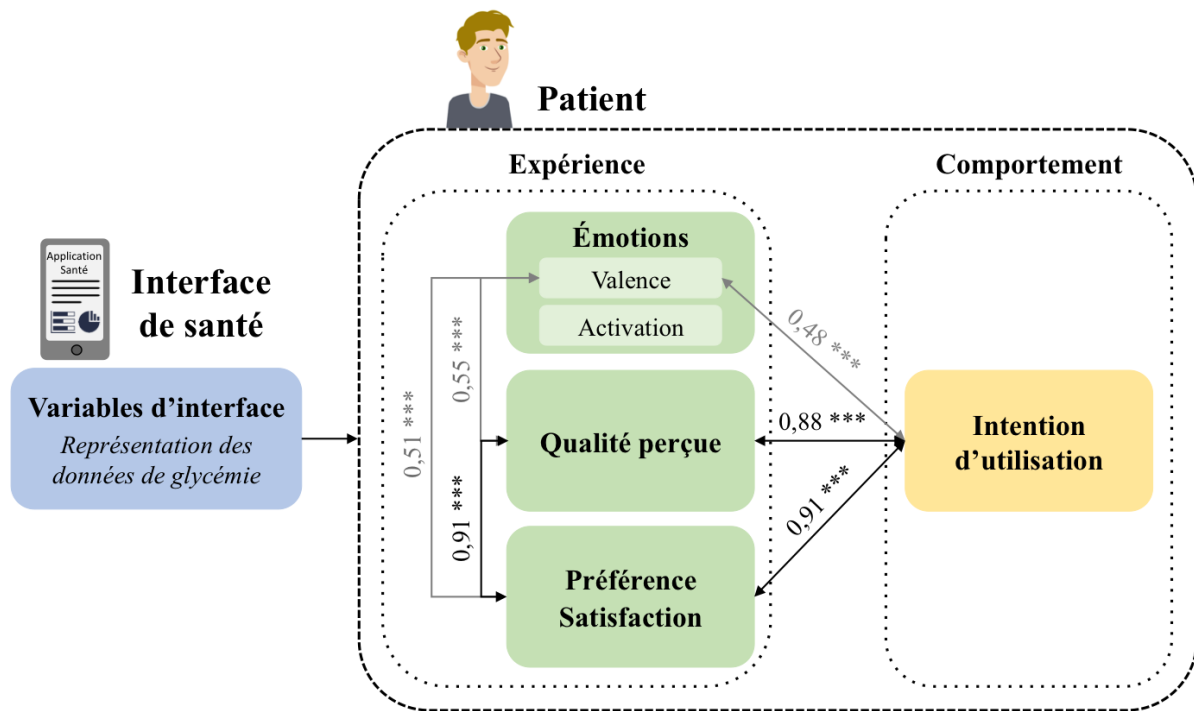 Patient
Expérience
Comportement
Application
Santé
Interface
de santé
Variables d’interface
Représentation des
données de glycémie
Émotions
Valence
Activation
Qualité perçue
Préférence
Satisfaction
0,51 ***
0,55 ***
0,91 ***
0,48 ***
0,88 ***
0,91 ***
Intention
d’utilisation